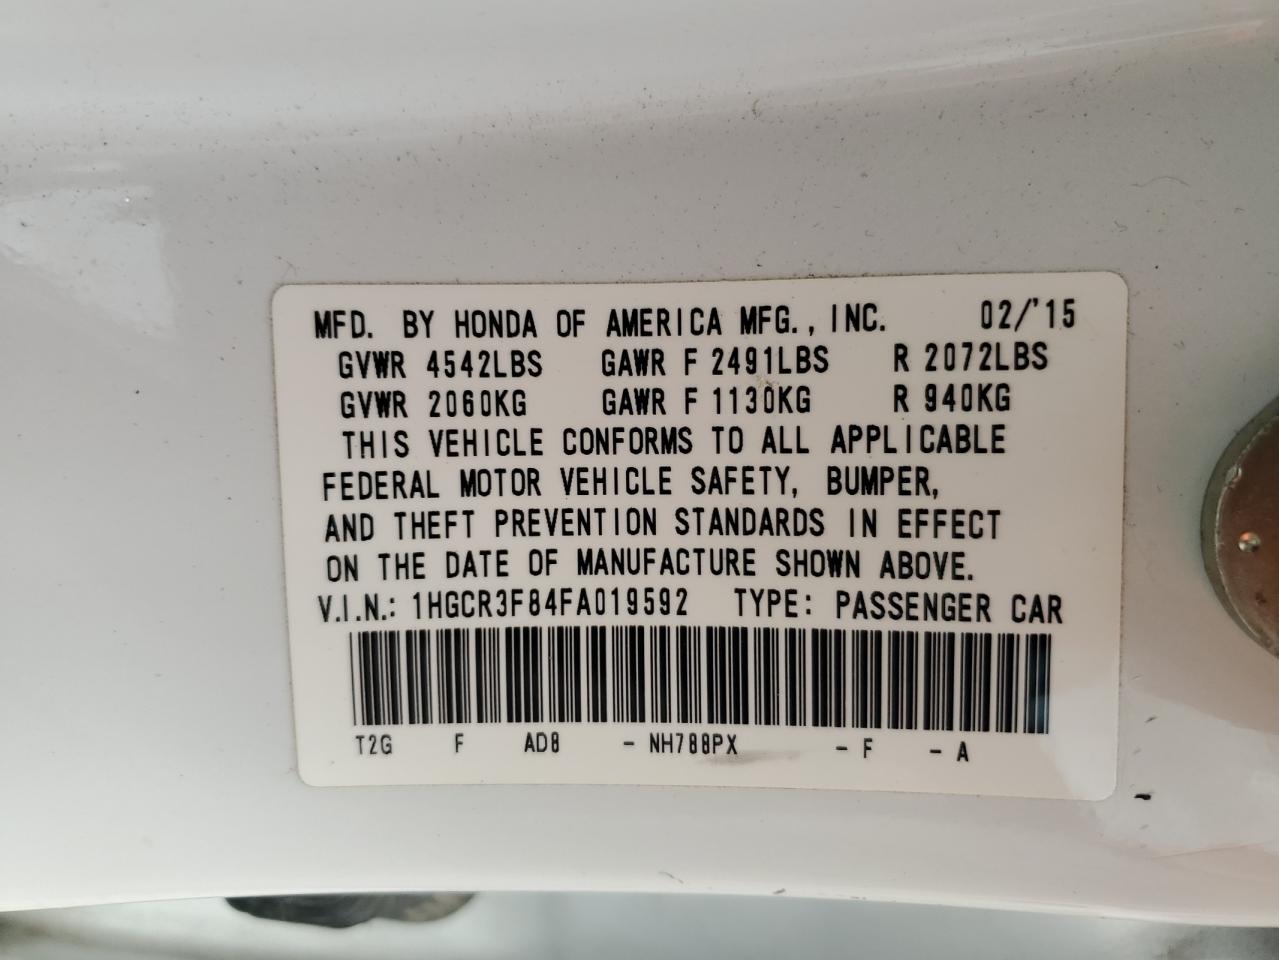 MFD. BY HONDA OF AMERICA MFG., INC. 02/'15
GVWR 4542LBS GAWR F 2491LBS R 2072LBS
GVWR 2060KG GAWR F 1130KG R 940KG
THIS VEHICLE CONFORMS TO ALL APPLICABLE
FEDERAL MOTOR VEHICLE SAFETY, BUMPER,
AND THEFT PREVENTION STANDARDS IN EFFECT
ON THE DATE OF MANUFACTURE SHOWN ABOVE.
V.I.N.: 1HGCR3F84FA019592 TYPE: PASSENGER CAR
T2G F AD8 - NH788PX - F - A